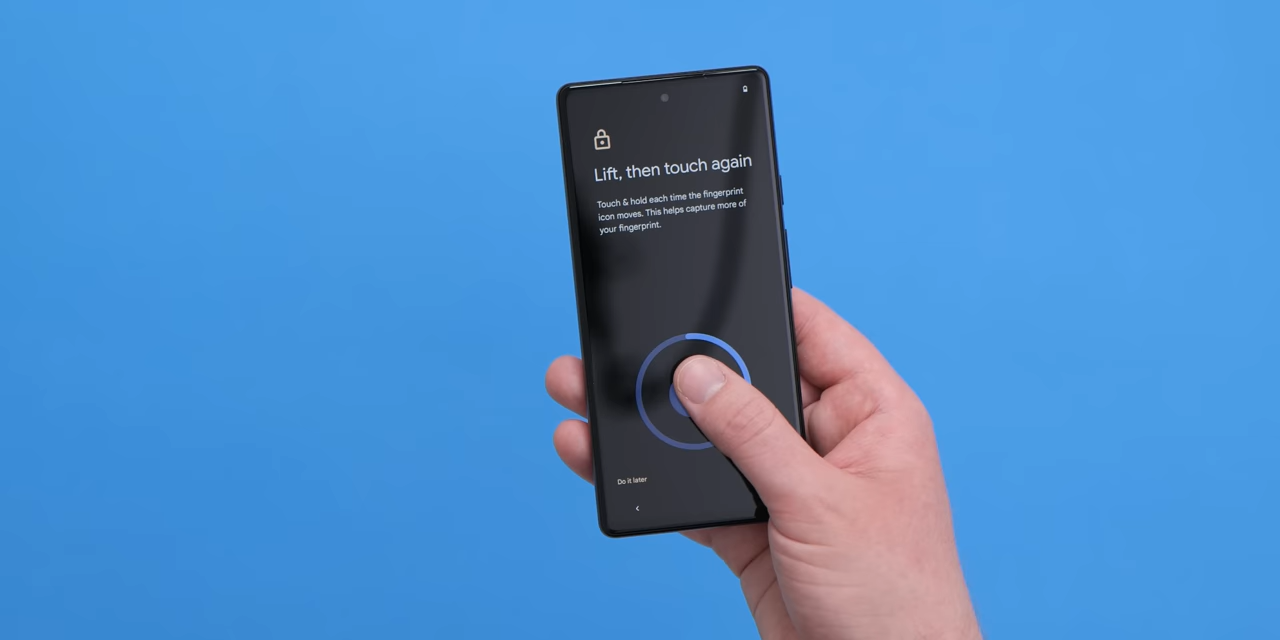 Lift, then touch again
Touch & hold each time the fingerprint
icon moves. This helps capture more of
your fingerprint.
Do it later